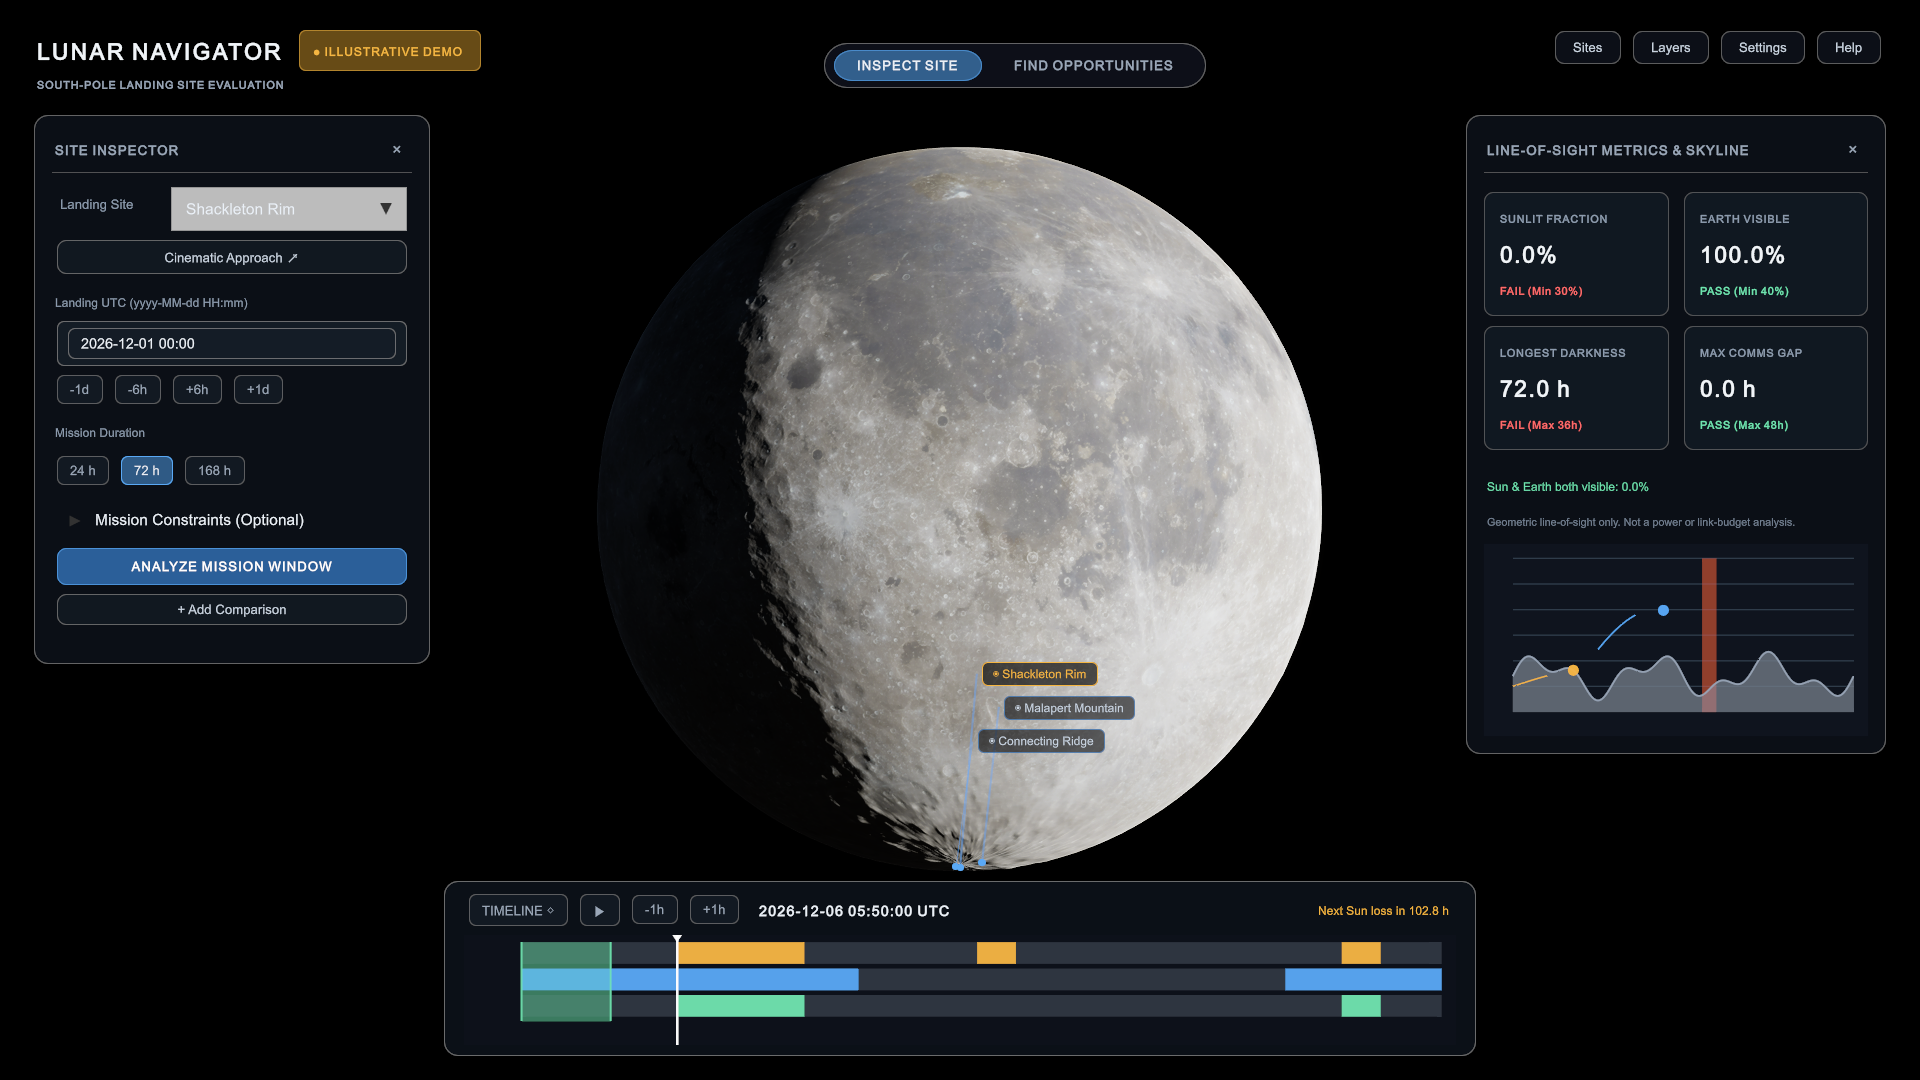 LUNAR NAVIGATOR
● ILLUSTRATIVE DEMO
SOUTH-POLE LANDING SITE EVALUATION
INSPECT SITE
FIND OPPORTUNITIES
Sites
Layers
Settings
Help
SITE INSPECTOR
×
Landing Site
Shackleton Rim
▼
Cinematic Approach ↗
Landing UTC (yyyy-MM-dd HH:mm)
2026-12-01 00:00
-1d
-6h
+6h
+1d
Mission Duration
24 h
72 h
168 h
▶ Mission Constraints (Optional)
ANALYZE MISSION WINDOW
+ Add Comparison
Shackleton Rim
Malapert Mountain
Connecting Ridge
LINE-OF-SIGHT METRICS & SKYLINE
×
SUNLIT FRACTION
0.0%
FAIL (Min 30%)
EARTH VISIBLE
100.0%
PASS (Min 40%)
LONGEST DARKNESS
72.0 h
FAIL (Max 36h)
MAX COMMS GAP
0.0 h
PASS (Max 48h)
Sun & Earth both visible: 0.0%
Geometric line-of-sight only. Not a power or link-budget analysis.
TIMELINE ◇
▶
-1h
+1h
2026-12-06 05:50:00 UTC
Next Sun loss in 102.8 h